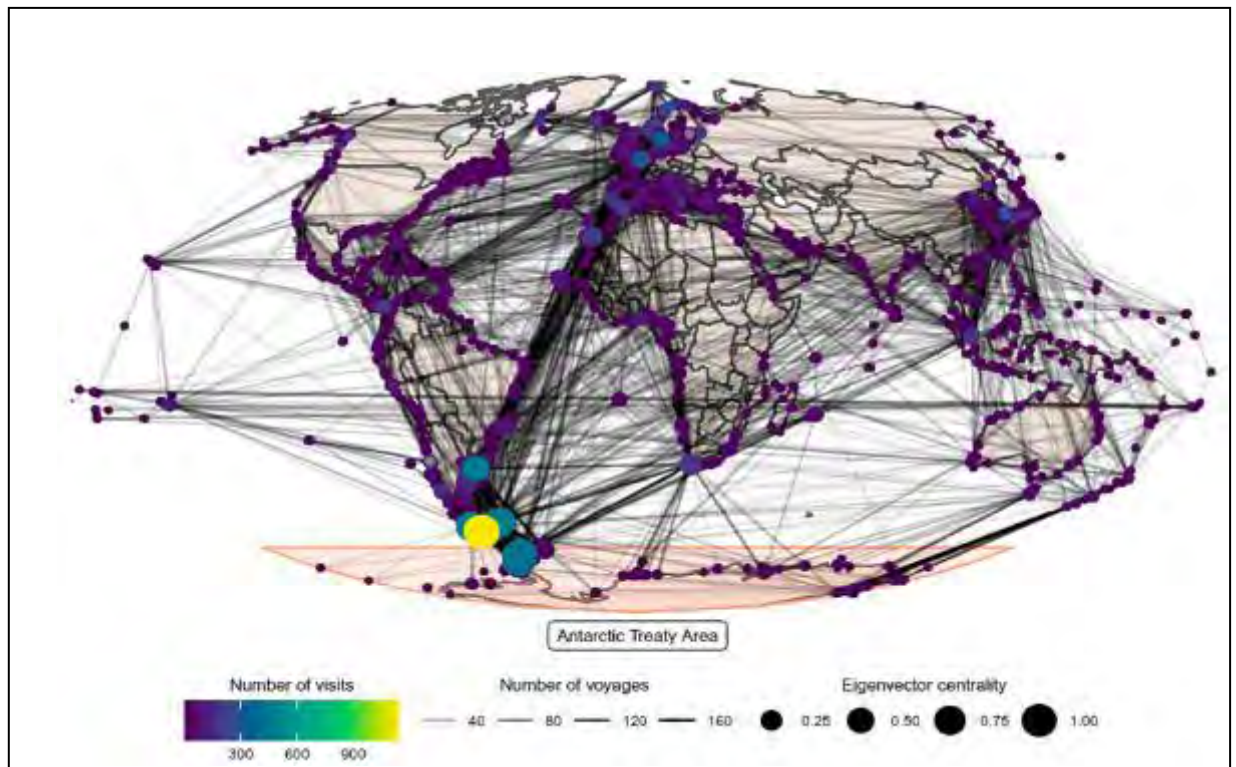 Antarctic Treaty Area
Number of visits
300 600 900
Number of voyages
40 80 120 160
Eigenvector centrality
0.25 0.50 0.75 1.00